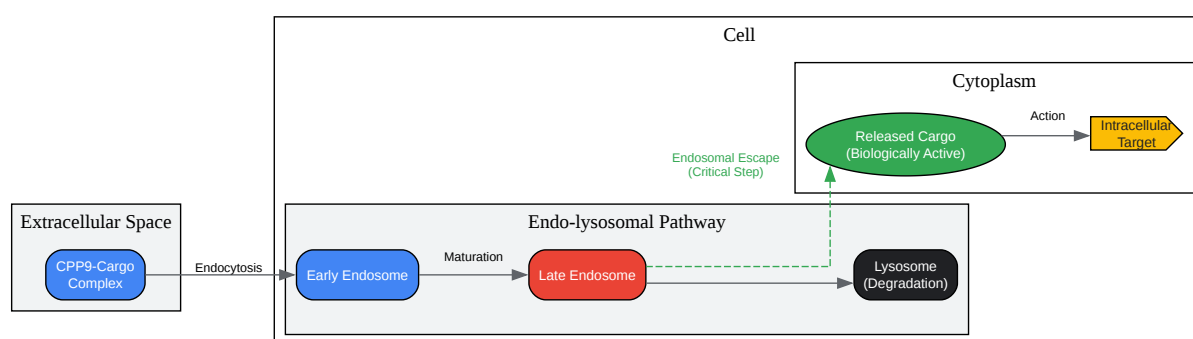 Cell
Cytoplasm
Released Cargo
(Biologically Active)
Action
Intracellular
Target
Endosomal Escape
(Critical Step)
Extracellular Space
CPP9-Cargo
Complex
Endocytosis
Endo-lysosomal Pathway
Early Endosome
Maturation
Late Endosome
Lysosome
(Degradation)